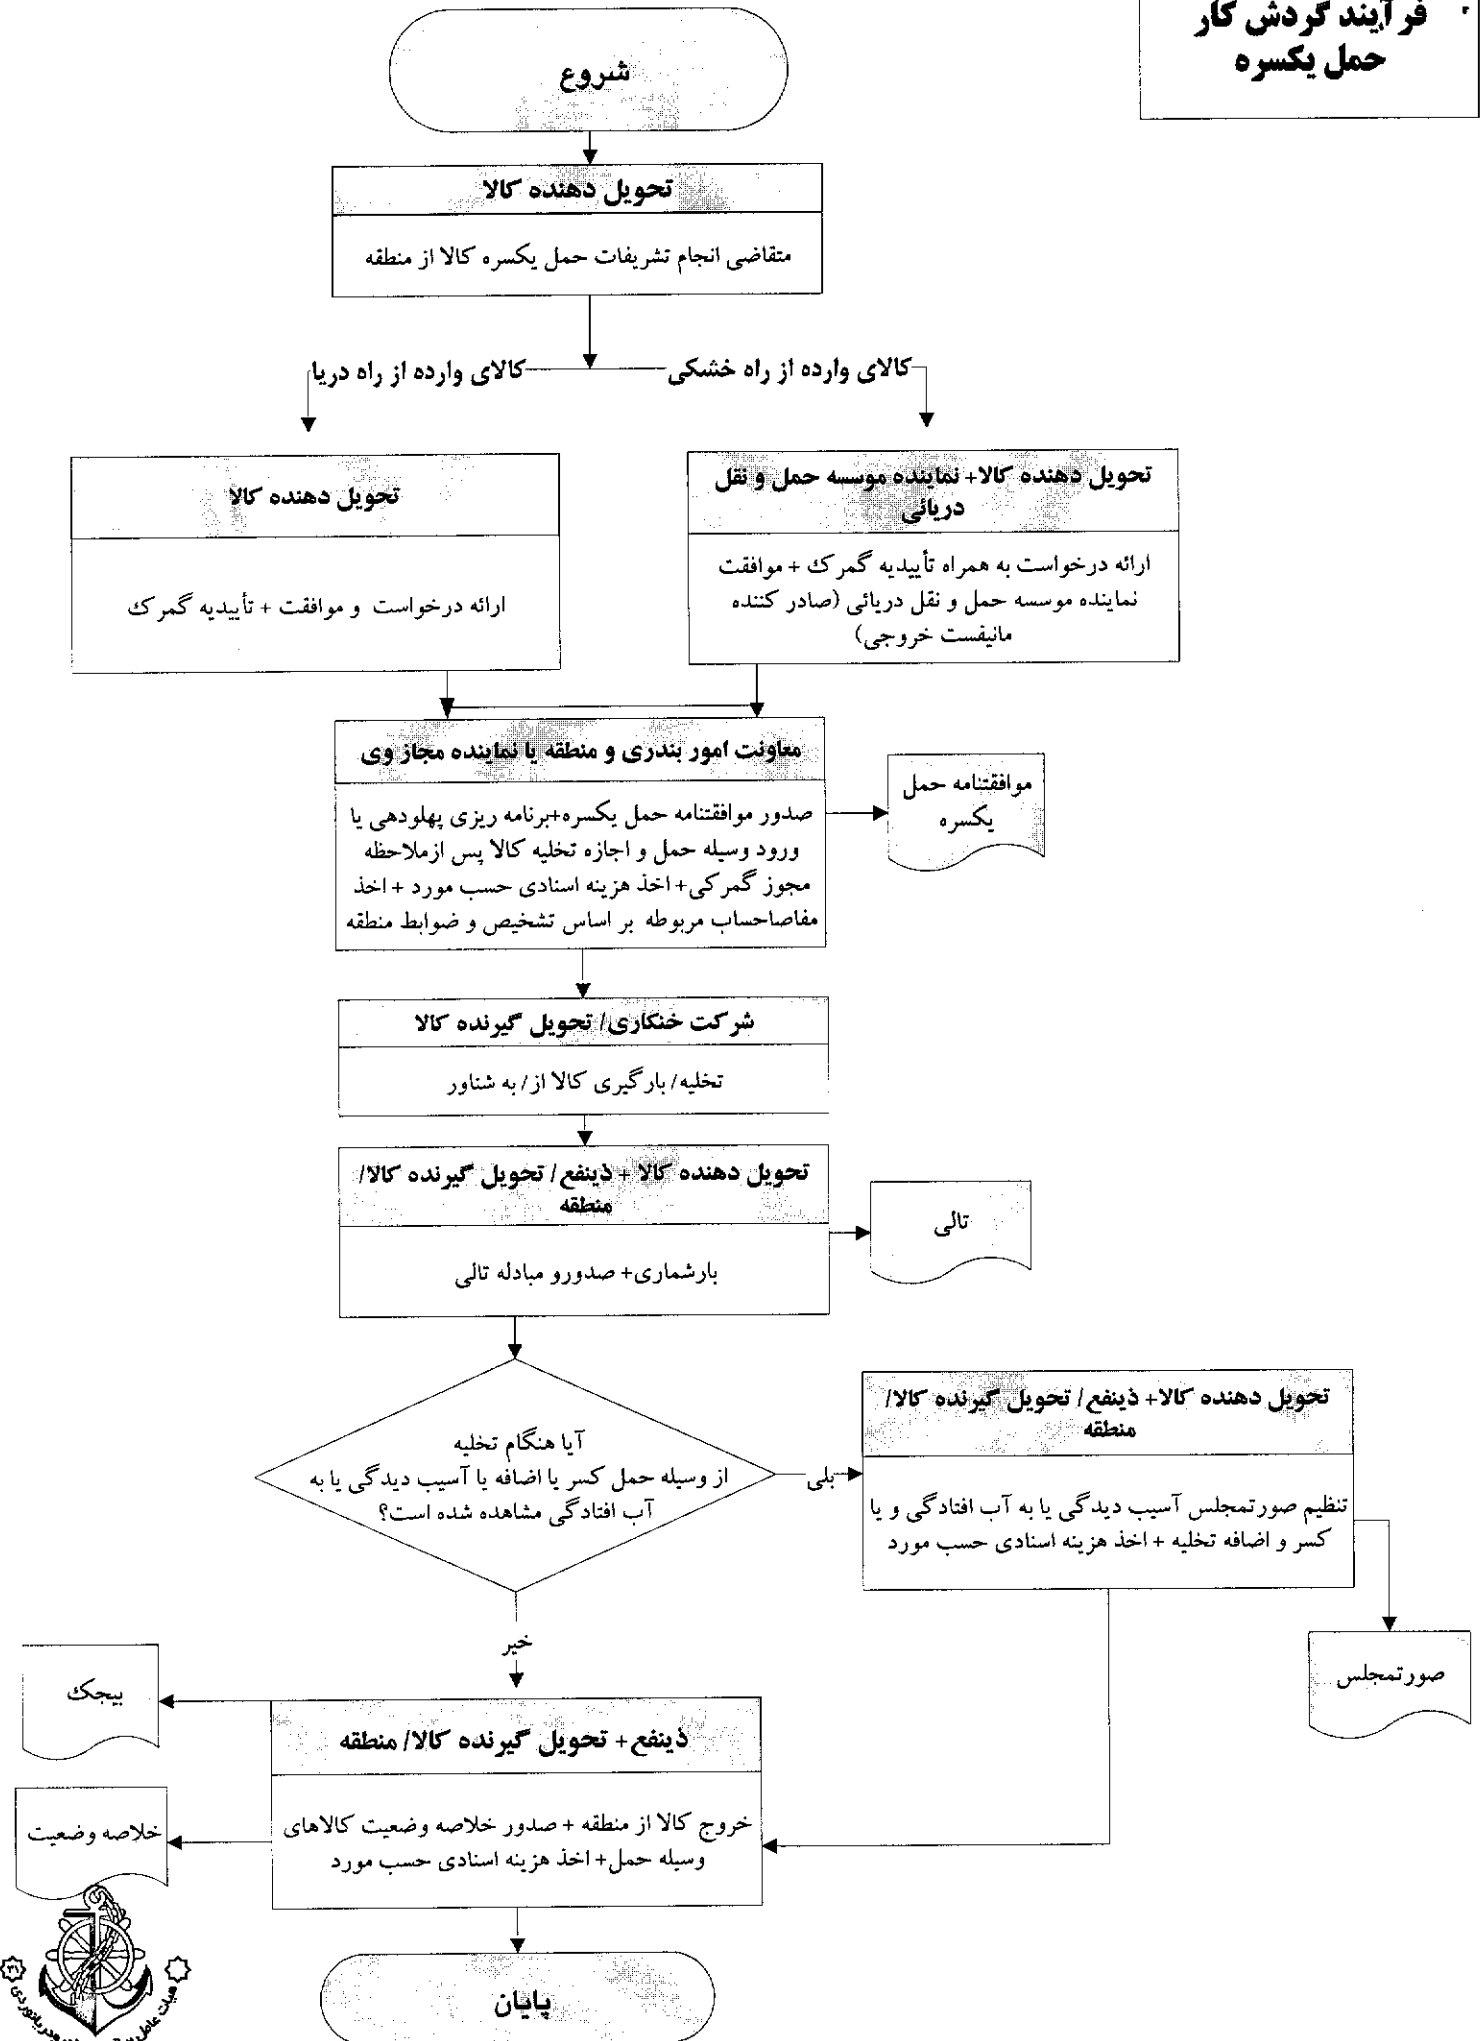 فرآیند گردش کار
حمل یکسره
شروع
تحویل دهنده کالا
متقاضی انجام تشریفات حمل یکسره کالا از منطقه
کالای وارده از راه خشکی
کالای وارده از راه دریا
تحویل دهنده کالا+ نماینده موسسه حمل و نقل
دریائی
ارائه درخواست به همراه تأییدیه گمرک + موافقت
نماینده موسسه حمل و نقل دریائی (صادر کننده
مانیفست خروجی)
تحویل دهنده کالا
ارائه درخواست و موافقت + تأییدیه گمرک
معاونت امور بندری و منطقه یا نماینده مجاز وی
صدور موافقتنامه حمل یکسره+برنامه ریزی پهلودهی یا
ورود وسیله حمل و اجازه تخلیه کالا پس ازملاحظه
مجوز گمرکی+ اخذ هزینه اسنادی حسب مورد + اخذ
مفاصاحساب مربوطه بر اساس تشخیص و ضوابط منطقه
موافقتنامه حمل
یکسره
شرکت خنکاری/ تحویل گیرنده کالا
تخلیه/ بارگیری کالا از/ به شناور
تحویل دهنده کالا + ذینفع/ تحویل گیرنده کالا/
منطقه
بارشماری+ صدورو مبادله تالی
تالی
آیا هنگام تخلیه
از وسیله حمل کسر یا اضافه یا آسیب دیدگی یا به
آب افتادگی مشاهده شده است؟
بلی
تحویل دهنده کالا+ ذینفع/ تحویل گیرنده کالا/
منطقه
تنظیم صورتمجلس آسیب دیدگی یا به آب افتادگی و یا
کسر و اضافه تخلیه + اخذ هزینه اسنادی حسب مورد
صورتمجلس
خیر
ذینفع+ تحویل گیرنده کالا/ منطقه
خروج کالا از منطقه + صدور خلاصه وضعیت کالاهای
وسیله حمل+ اخذ هزینه اسنادی حسب مورد
بیجک
خلاصه وضعیت
پایان
هیات عامل